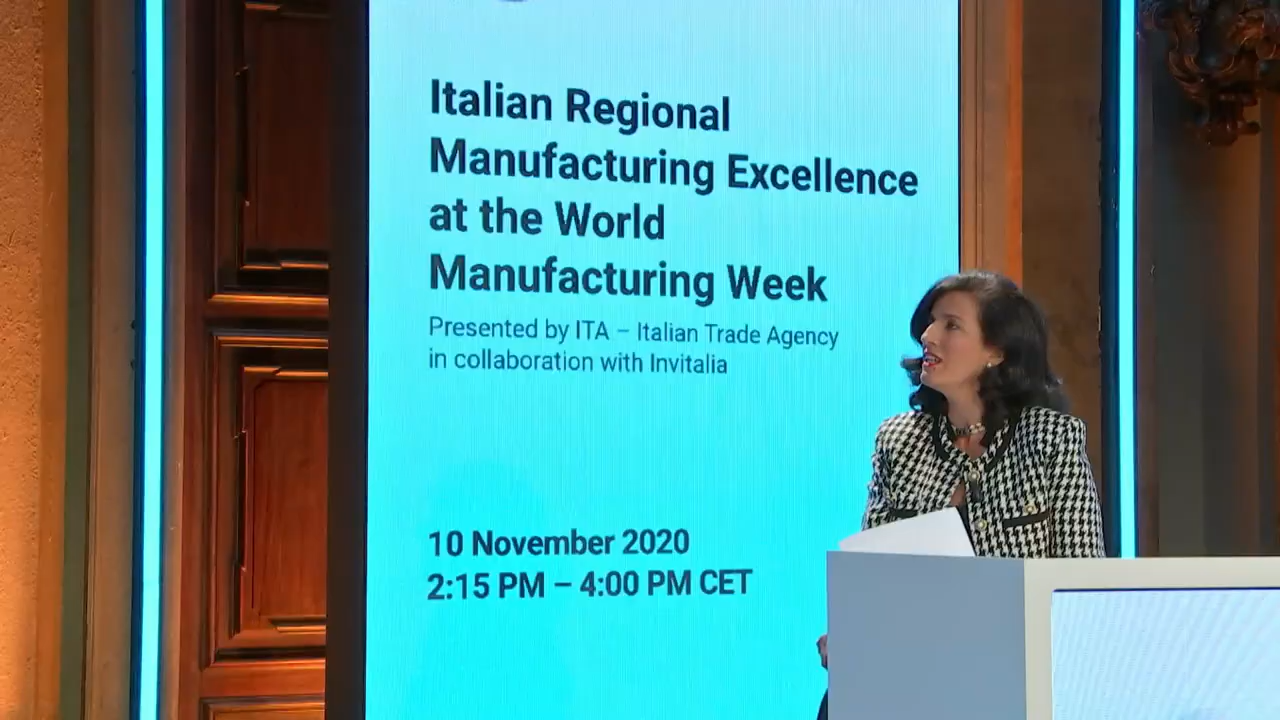 Italian Regional
Manufacturing Excellence
at the World
Manufacturing Week
Presented by ITA – Italian Trade Agency
in collaboration with Invitalia
10 November 2020
2:15 PM – 4:00 PM CET